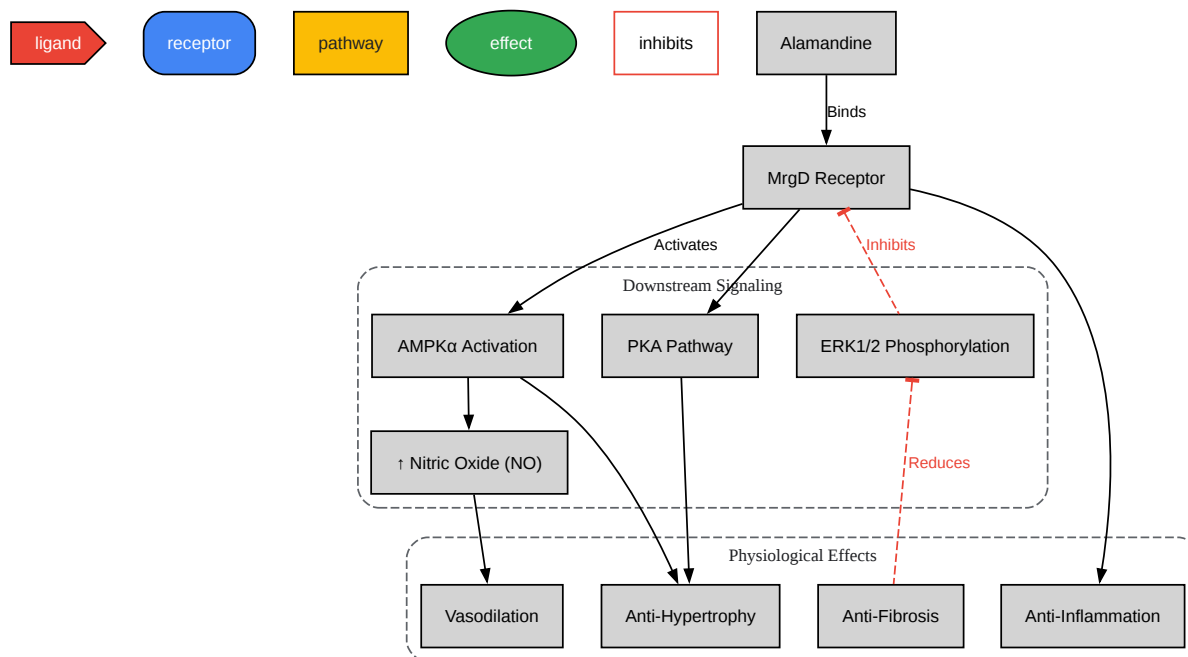 ligand
receptor
pathway
effect
inhibits
Alamandine
Binds
MrgD Receptor
Activates
Inhibits
Downstream Signaling
AMPKα Activation
PKA Pathway
ERK1/2 Phosphorylation
↑ Nitric Oxide (NO)
Reduces
Physiological Effects
Vasodilation
Anti-Hypertrophy
Anti-Fibrosis
Anti-Inflammation